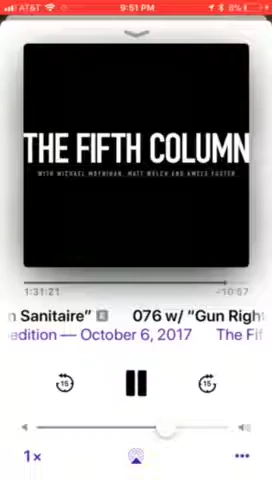 AT&T 9:51 PM 8%
THE FIFTH COLUMN
WITH MICHAEL MOYNIHAN, MATT WELCH AND KMELE FOSTER
1:31:21 -10:57
n Sanitaire” E 076 w/ “Gun Right
edition — October 6, 2017 The Fif
15 15
1×